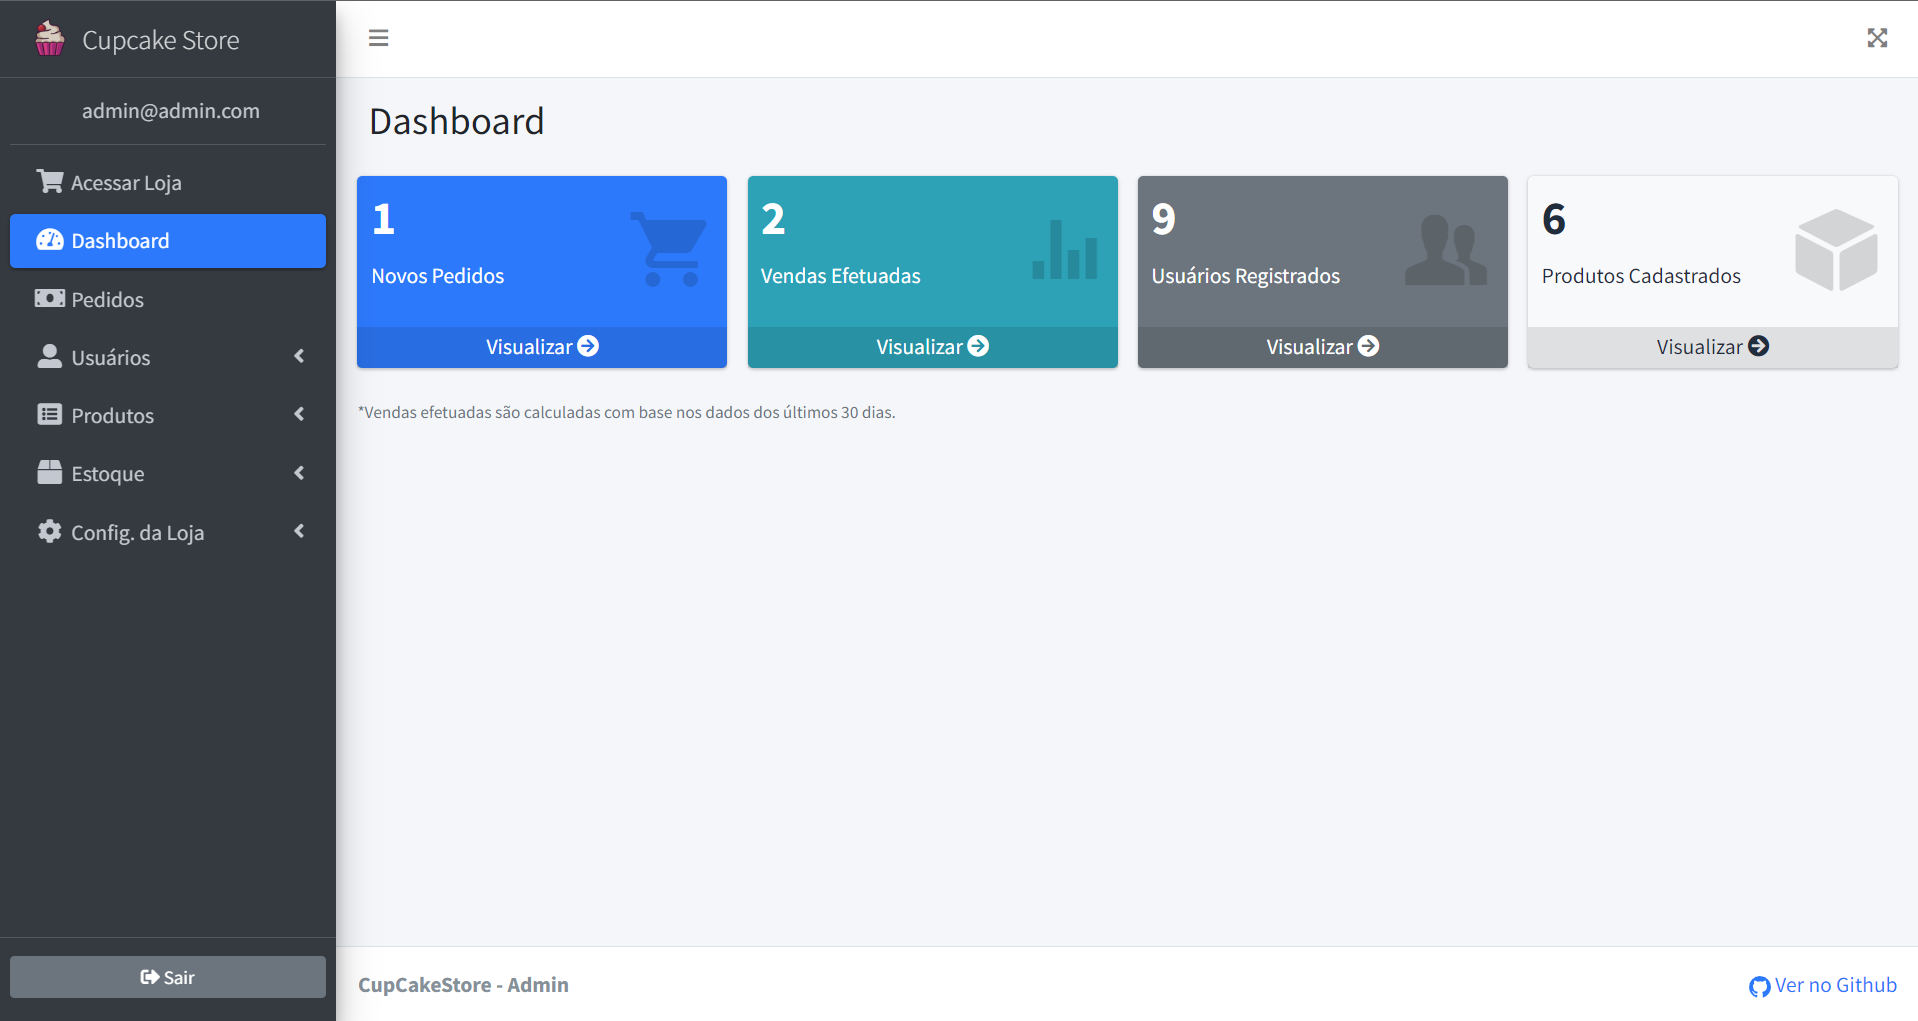 Cupcake Store
admin@admin.com
Acessar Loja
Dashboard
Pedidos
Usuários
Produtos
Estoque
Config. da Loja
Sair
Dashboard
1
Novos Pedidos
Visualizar
2
Vendas Efetuadas
Visualizar
9
Usuários Registrados
Visualizar
6
Produtos Cadastrados
Visualizar
*Vendas efetuadas são calculadas com base nos dados dos últimos 30 dias.
CupCakeStore - Admin
Ver no Github